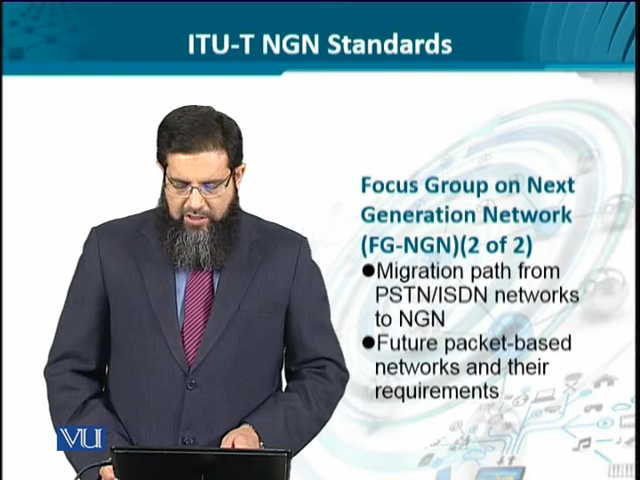 ITU-T NGN Standards
Focus Group on Next
Generation Network
(FG-NGN)(2 of 2)
●Migration path from
PSTN/ISDN networks
to NGN
●Future packet-based
networks and their
requirements
VU